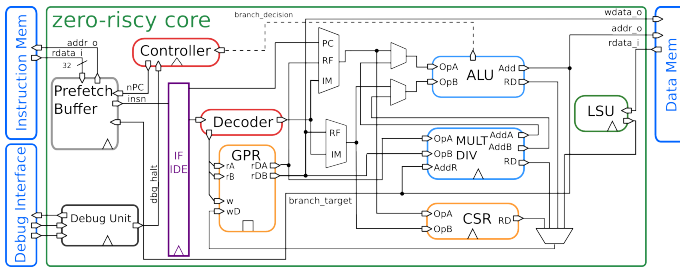 zero-riscy core
Instruction Mem
addr_o
rdata_i
32
Prefetch
Buffer
nPC
insn
Controller
branch_decision
Decoder
IF
IDE
GPR
rA
rB
rDA
rDB
w
wD
PC
RF
IM
RF
IM
OpA
OpB
ALU
Add
RD
OpA
OpB
AddR
MULT
DIV
AddA
AddB
RD
OpA
OpB
CSR
RD
LSU
wdata_o
addr_o
rdata_i
Data Mem
branch_target
dbg_halt
Debug Unit
Debug Interface